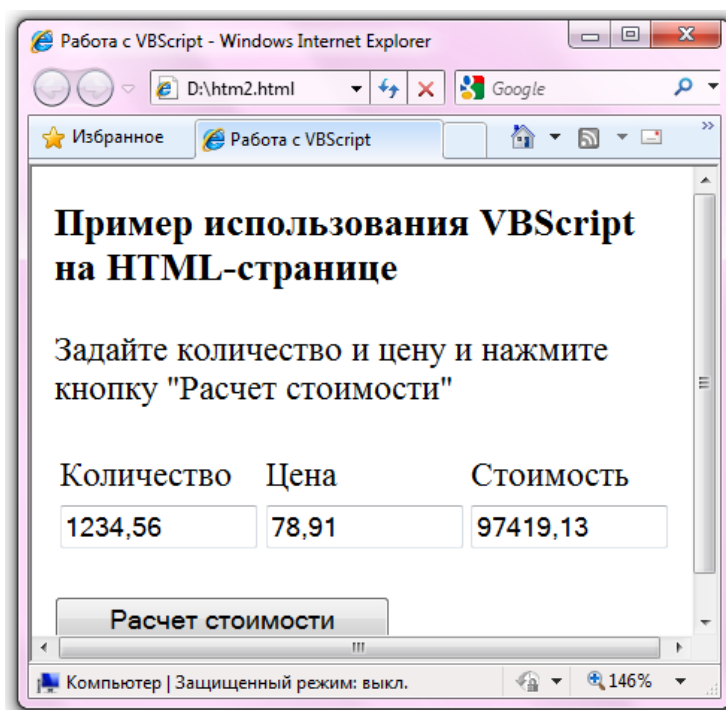 Работа с VBScript - Windows Internet Explorer
D:\htm2.html
Google
Избранное
Работа с VBScript
Пример использования VBScript
на HTML-странице
Задайте количество и цену и нажмите
кнопку "Расчет стоимости"
Количество Цена Стоимость
1234,56 78,91 97419,13
Расчет стоимости
Компьютер | Защищенный режим: выкл. 146%